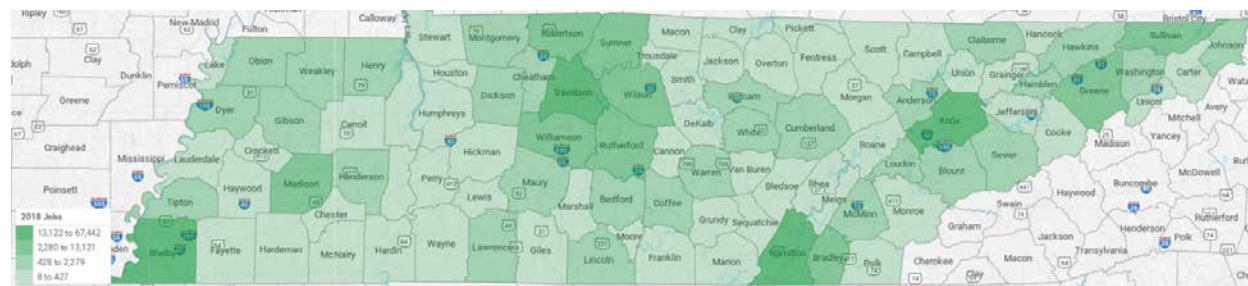 Ripley
New-Madrid
Calloway
Fulton
Bristol City
Stewart
Montgomery
Robertson
Sumner
Macon
Clay
Pickett
Scott
Campbell
Claiborne
Hancock
Hawkins
Sullivan
Johnson
Clay
Dunklin
Pemiscot
Lake
Obion
Weakley
Henry
Houston
Cheatham
Trousdale
Jackson
Overton
Fentress
Union
Grainger
Washington
Carter
Greene
Dyer
Gibson
Carroll
Humphreys
Dickson
Davidson
Wilson
Smith
Putnam
Morgan
Anderson
Knox
Jefferson
Hamblen
Greene
Union
Avery
Mitchell
Craighead
Mississippi
Lauderdale
Crockett
Hickman
Williamson
Rutherford
Cannon
DeKalb
White
Cumberland
Roane
Loudon
Blount
Sevier
Cocke
Madison
Yancey
McDowell
Poinsett
Tipton
Haywood
Madison
Henderson
Perry
Lewis
Maury
Marshall
Bedford
Coffee
Warren
Van Buren
Bledsoe
Rhea
Meigs
McMinn
Monroe
Swain
Haywood
Buncombe
Chester
Shelby
Fayette
Hardeman
McNairy
Hardin
Wayne
Lawrence
Giles
Lincoln
Moore
Franklin
Grundy
Sequatchie
Marion
Hamilton
Bradley
Polk
Graham
Jackson
Henderson
Rutherford
Polk
Cherokee
Clay
Macon
Transylvania
2018 Jobs
13,122 to 67,442
2,280 to 13,121
428 to 2,279
8 to 427